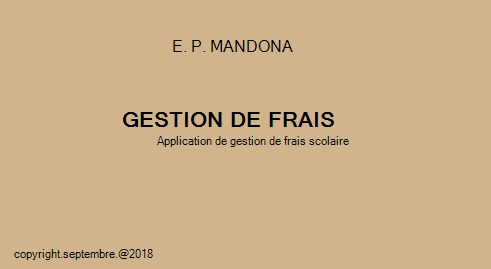 E. P. MANDONA
GESTION DE FRAIS
Application de gestion de frais scolaire
copyright.septembre.@2018